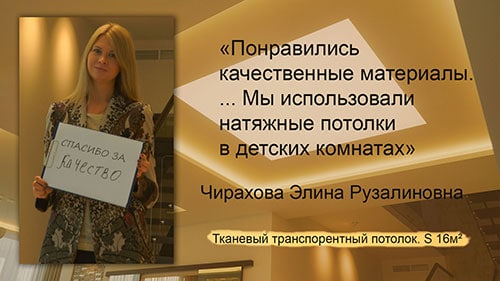 СПАСИБО ЗА
Качество
«Понравились
качественные материалы.
... Мы использовали
натяжные потолки
в детских комнатах»
Чирахова Элина Рузалиновна
Тканевый транспорентный потолок. S 16м²